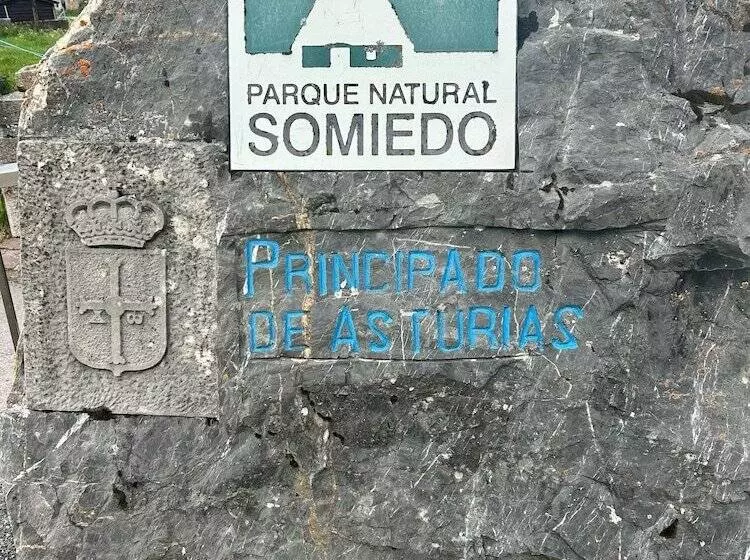 PARQUE NATURAL
SOMIEDO
PRINCIPADO
DE ASTURIAS